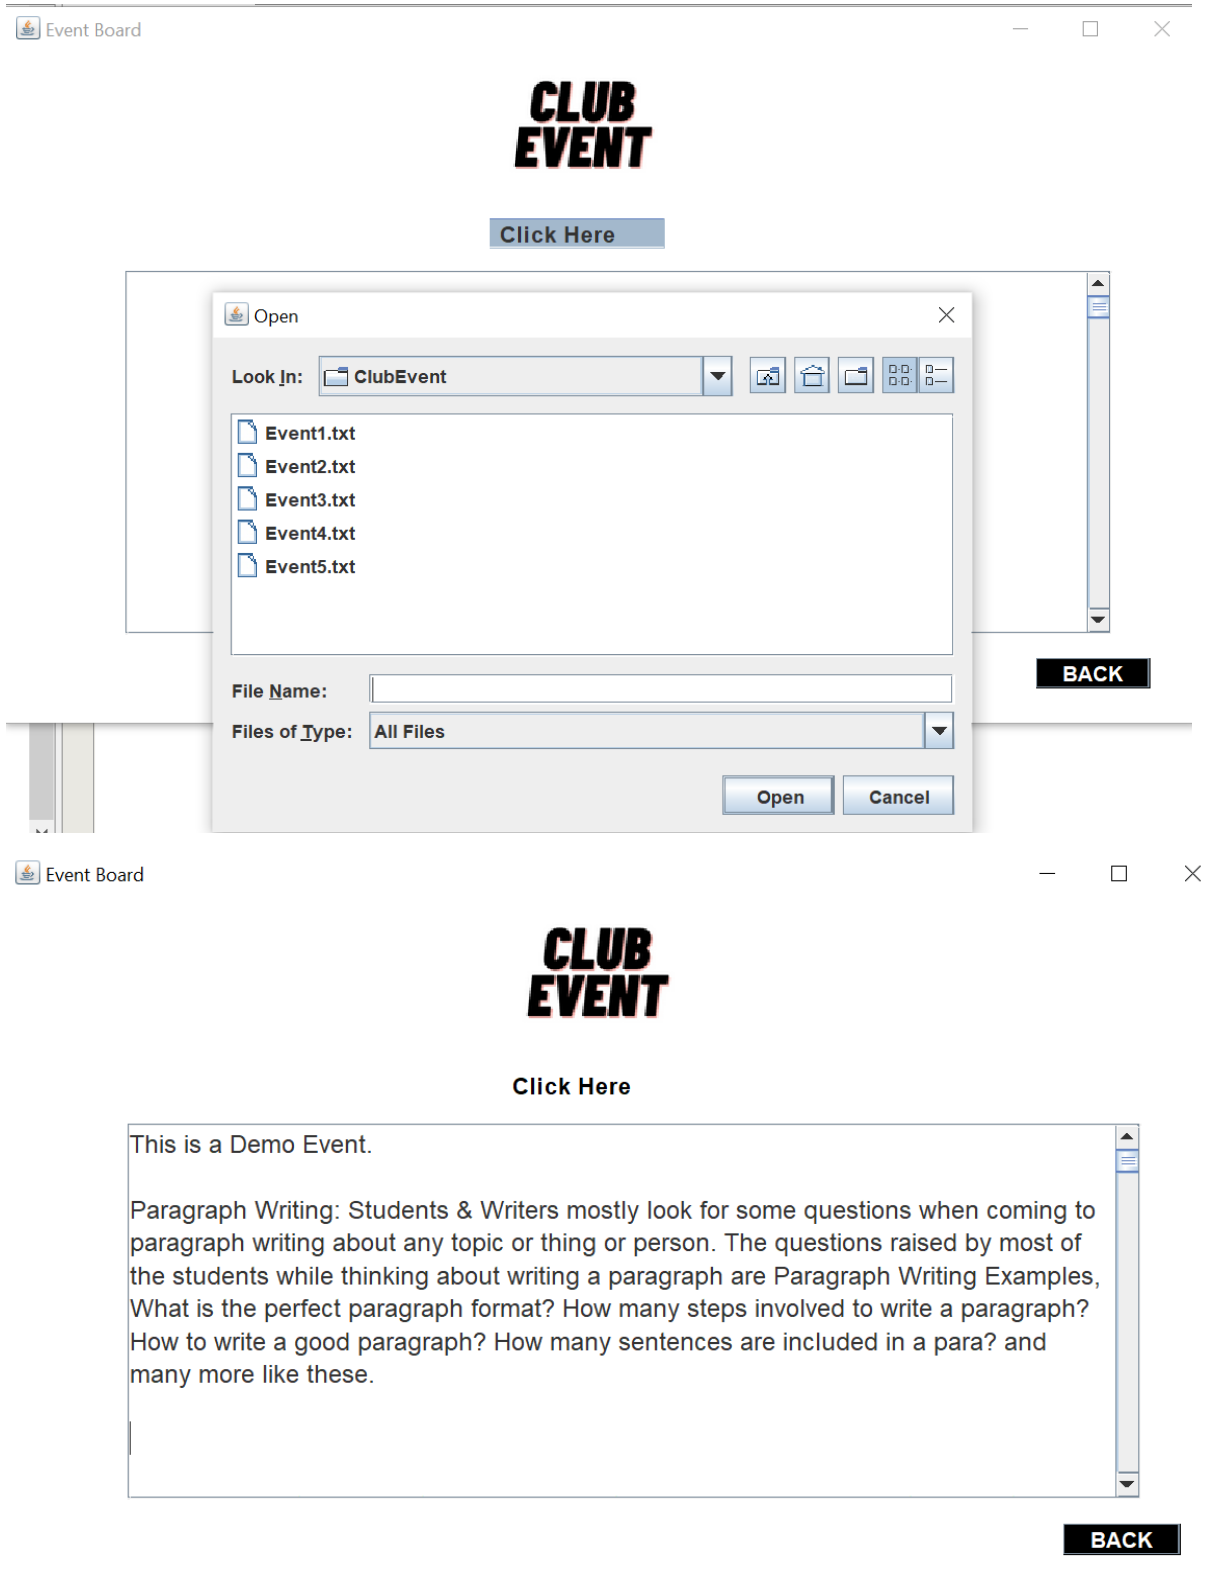 Event Board
CLUB
EVENT
Click Here
Open
Look In:
ClubEvent
Event1.txt
Event2.txt
Event3.txt
Event4.txt
Event5.txt
File Name:
Files of Type:
All Files
Open
Cancel
BACK
Event Board
CLUB
EVENT
Click Here
This is a Demo Event.
Paragraph Writing: Students & Writers mostly look for some questions when coming to
paragraph writing about any topic or thing or person. The questions raised by most of
the students while thinking about writing a paragraph are Paragraph Writing Examples,
What is the perfect paragraph format? How many steps involved to write a paragraph?
How to write a good paragraph? How many sentences are included in a para? and
many more like these.
BACK